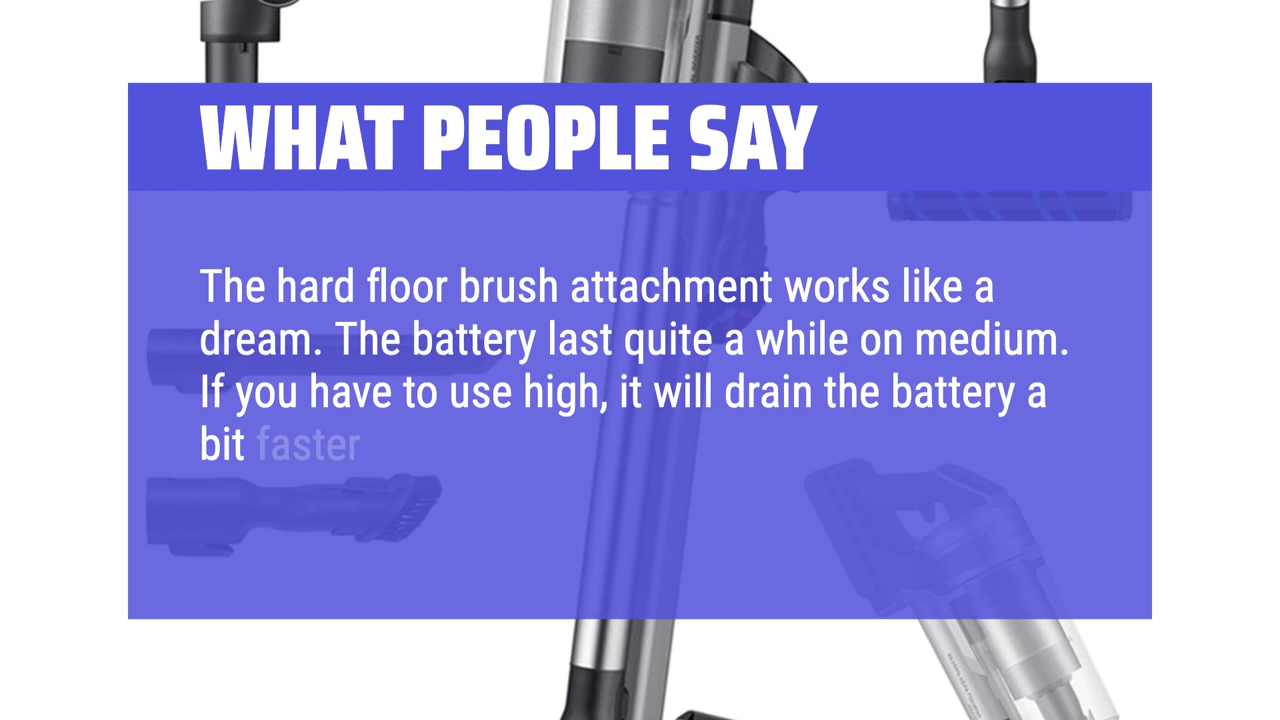 WHAT PEOPLE SAY
The hard floor brush attachment works like a
dream. The battery last quite a while on medium.
If you have to use high, it will drain the battery a
bit faster